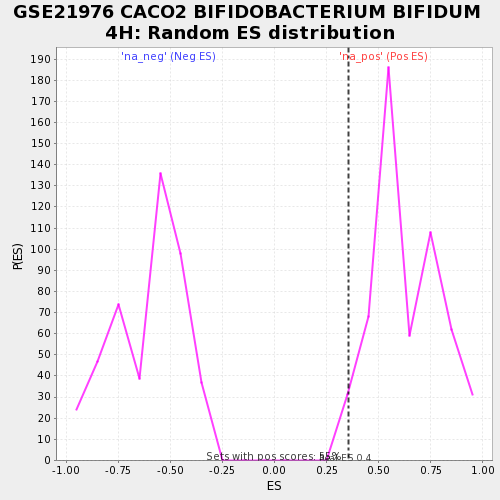 GSE21976 CACO2 BIFIDOBACTERIUM BIFIDUM
4H: Random ES distribution
'na_neg' (Neg ES)
'na_pos' (Pos ES)
190
180
170
160
150
140
130
120
110
100
90
80
70
60
50
40
30
20
10
0
P(ES)
Sets with pos scores:
ES 0.4
-1.00 -0.75 -0.50 -0.25 0.00 0.25 0.50 0.75 1.00
ES